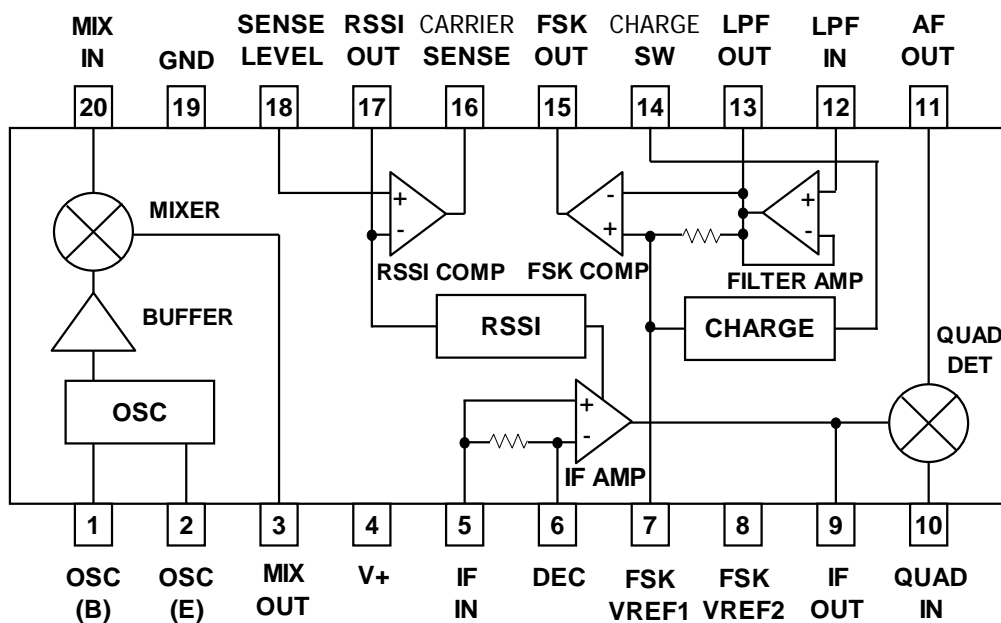 MIX
IN
GND
SENSE
LEVEL
RSSI
OUT
CARRIER
SENSE
FSK
OUT
CHARGE
SW
LPF
OUT
LPF
IN
AF
OUT
20
19
18
17
16
15
14
13
12
11
MIXER
+
-
RSSI COMP
-
+
FSK COMP
+
-
FILTER AMP
BUFFER
RSSI
CHARGE
QUAD
DET
OSC
+
-
IF AMP
1
2
3
4
5
6
7
8
9
10
OSC
(B)
OSC
(E)
MIX
OUT
V+
IF
IN
DEC
FSK
VREF1
FSK
VREF2
IF
OUT
QUAD
IN